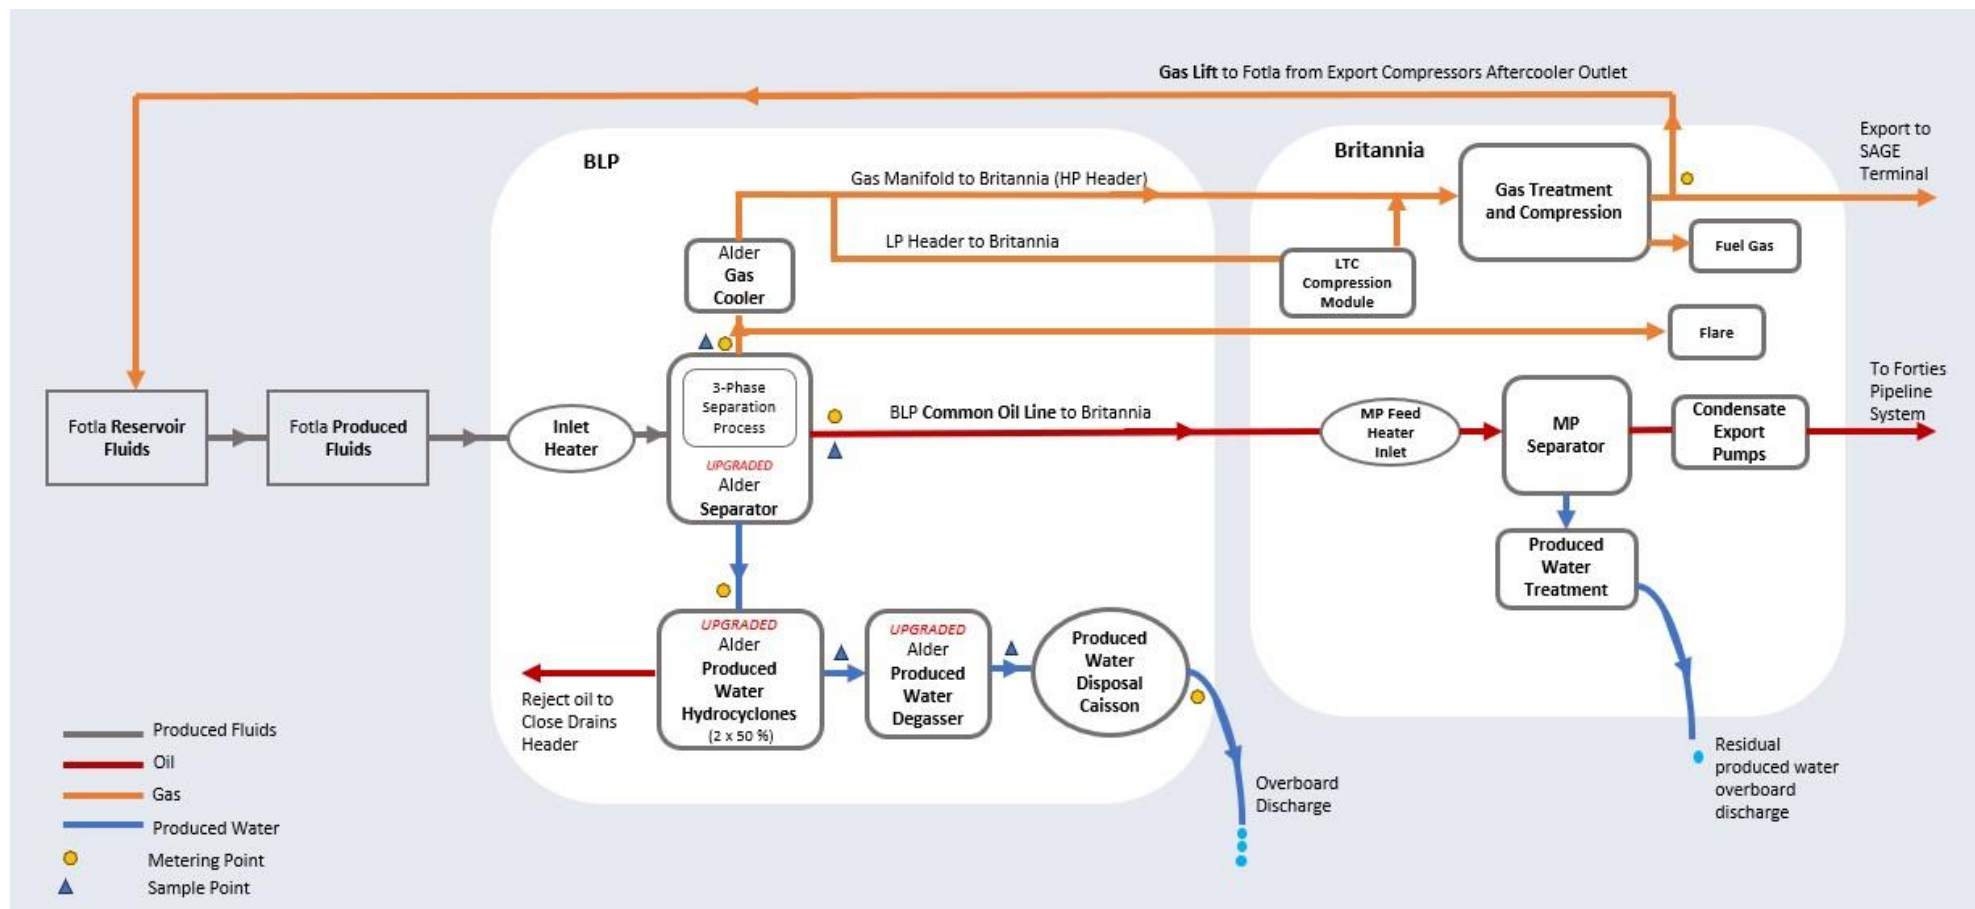 Gas Lift to Fotla from Export Compressors Aftercooler Outlet
Export to
SAGE
Terminal
BLP
Britannia
Gas Manifold to Britannia (HP Header)
Gas Treatment
and Compression
LP Header to Britannia
Fuel Gas
Alder
Gas
Cooler
LTC
Compression
Module
Flare
To Forties
Pipeline
System
Fotla Reservoir
Fluids
Fotla Produced
Fluids
Inlet
Heater
3-Phase
Separation
Process
UPGRADED
Alder
Separator
BLP Common Oil Line to Britannia
MP Feed
Heater
Inlet
MP
Separator
Condensate
Export
Pumps
Produced
Water
Treatment
UPGRADED
Alder
Produced
Water
Hydrocyclones
(2 x 50 %)
UPGRADED
Alder
Produced
Water
Degasser
Produced
Water
Disposal
Caisson
Reject oil to
Close Drains
Header
Overboard
Discharge
Residual
produced water
overboard
discharge
Produced Fluids
Oil
Gas
Produced Water
Metering Point
Sample Point